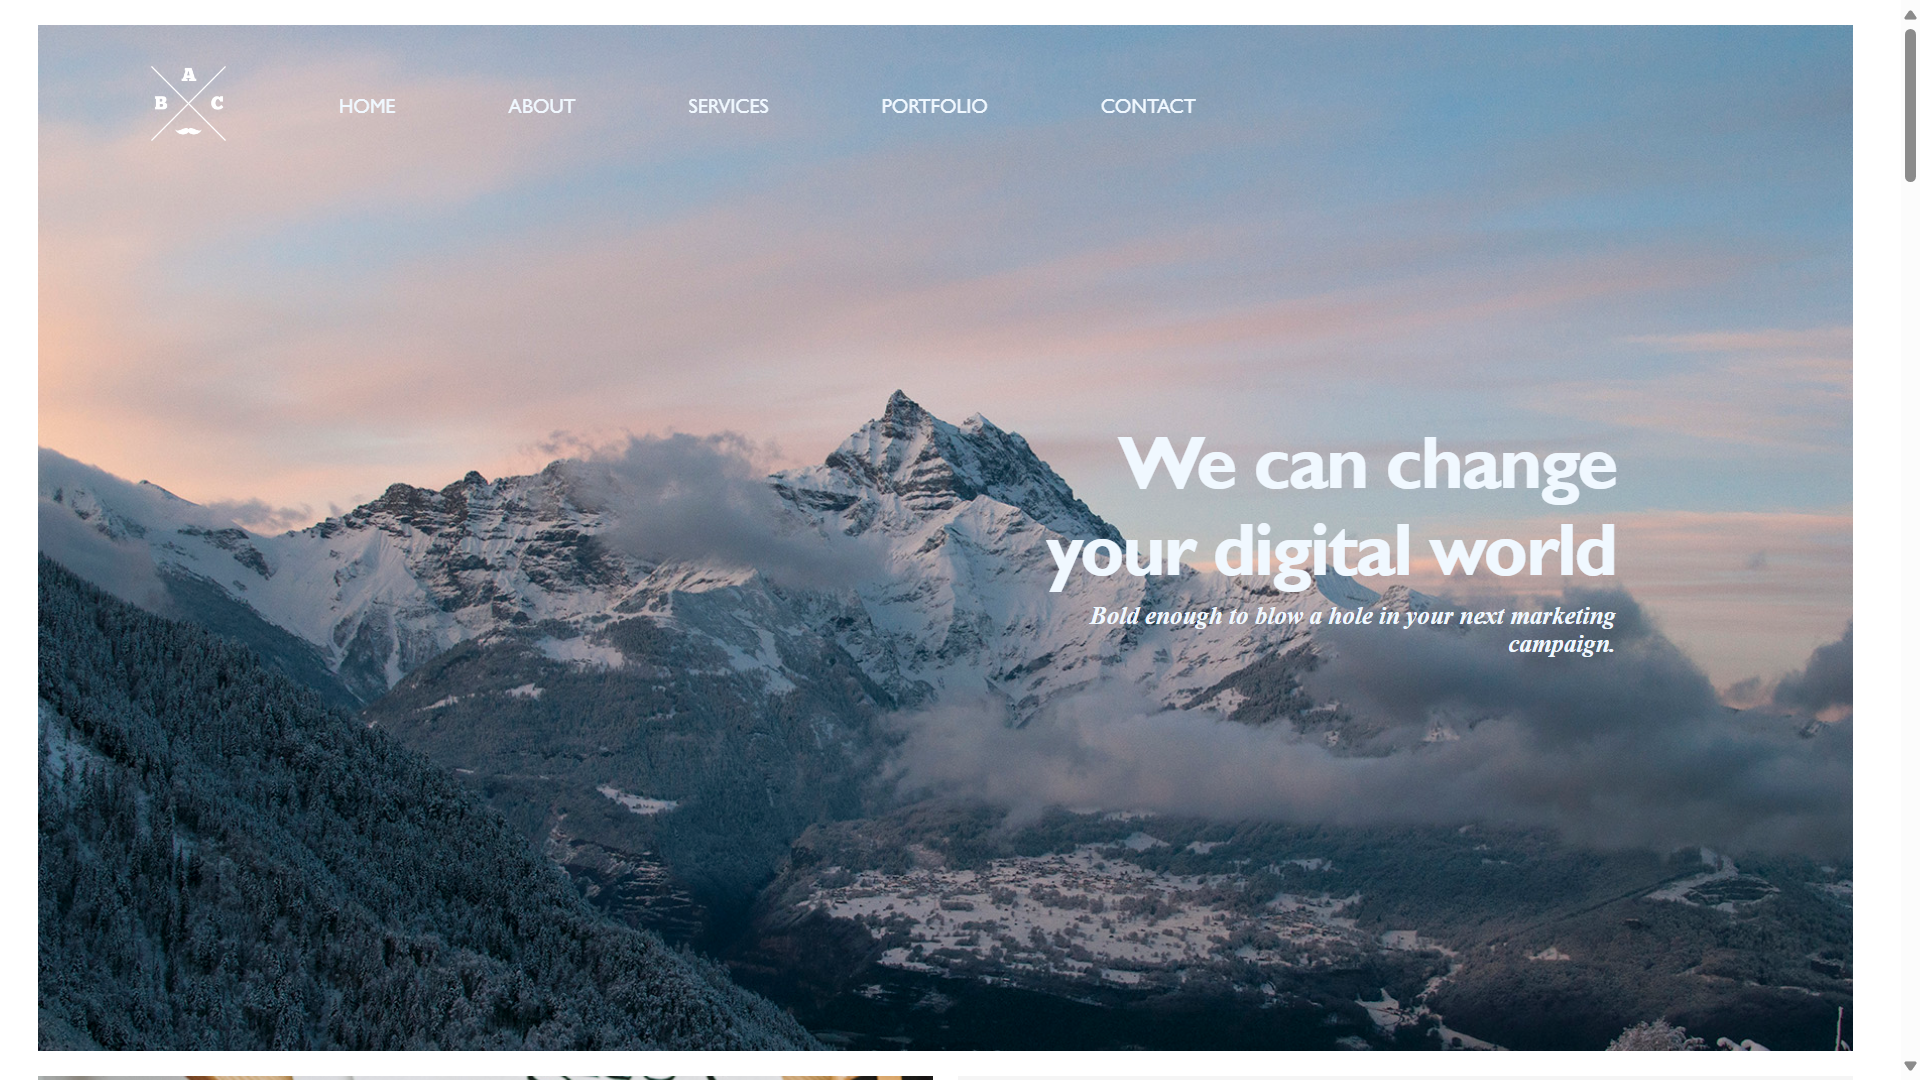 A
B C
HOME ABOUT SERVICES PORTFOLIO CONTACT
We can change
your digital world
Bold enough to blow a hole in your next marketing
campaign.